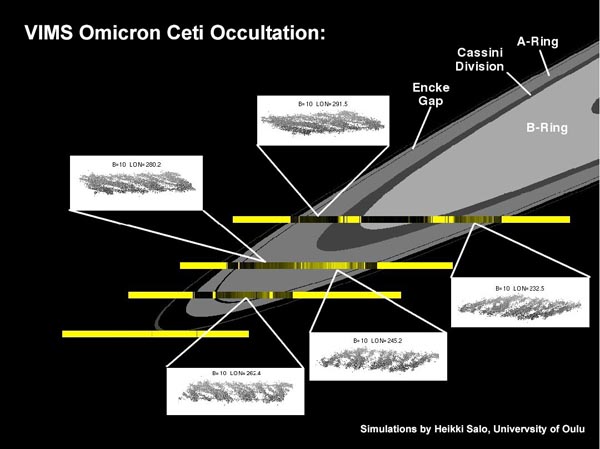 VIMS Omicron Ceti Occultation:
A-Ring
Cassini
Division
Encke
Gap
B-Ring
B=10 LON=291.5
B=10 LON=280.2
B=10 LON=232.5
B=10 LON=245.2
B=10 LON=262.4
Simulations by Heikki Salo, Univervsity of Oulu